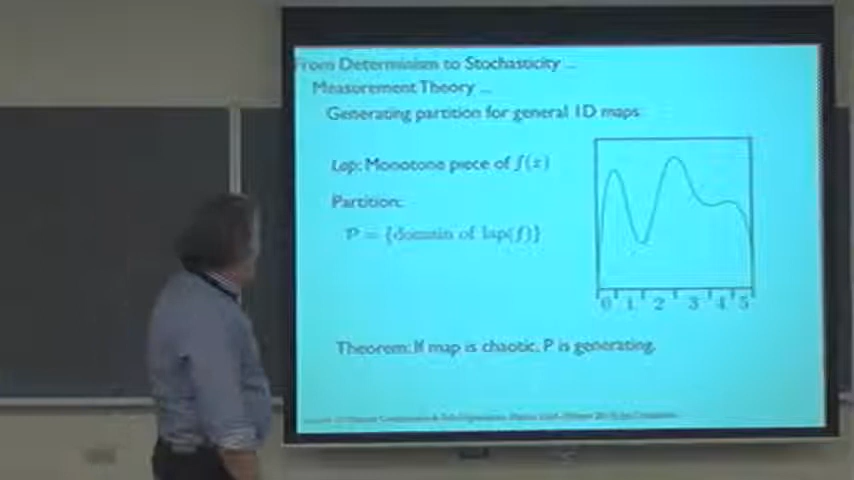 From Determinism to Stochasticity ...
Measurement Theory ...
Generating partition for general 1D maps:
Lap: Monotone piece of f(x)
Partition:
P = {domain of lap(f)}
0 1 2 3 4 5
Theorem: If map is chaotic, P is generating.